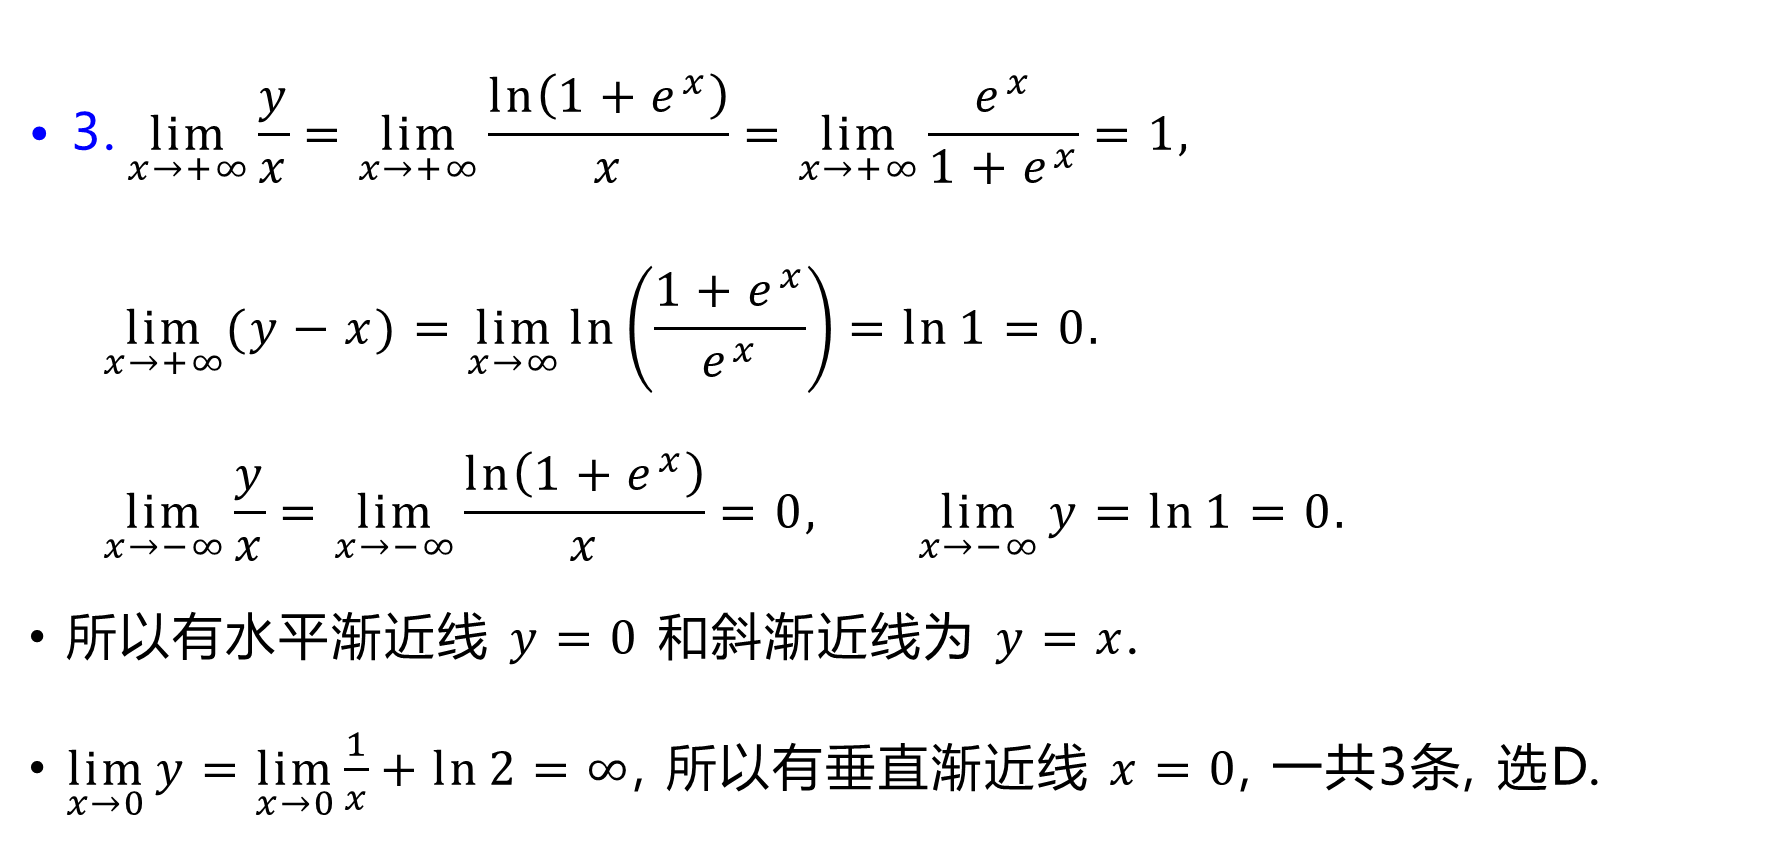 • 3. lim_{x→+∞} y/x = lim_{x→+∞} ln(1 + e^x)/x = lim_{x→+∞} e^x/(1 + e^x) = 1,
lim_{x→+∞} (y − x) = lim_{x→∞} ln((1 + e^x)/e^x) = ln 1 = 0.
lim_{x→−∞} y/x = lim_{x→−∞} ln(1 + e^x)/x = 0, lim_{x→−∞} y = ln 1 = 0.
• 所以有水平渐近线 y = 0 和斜渐近线为 y = x.
• lim_{x→0} y = lim_{x→0} 1/x + ln 2 = ∞, 所以有垂直渐近线 x = 0, 一共3条, 选D.